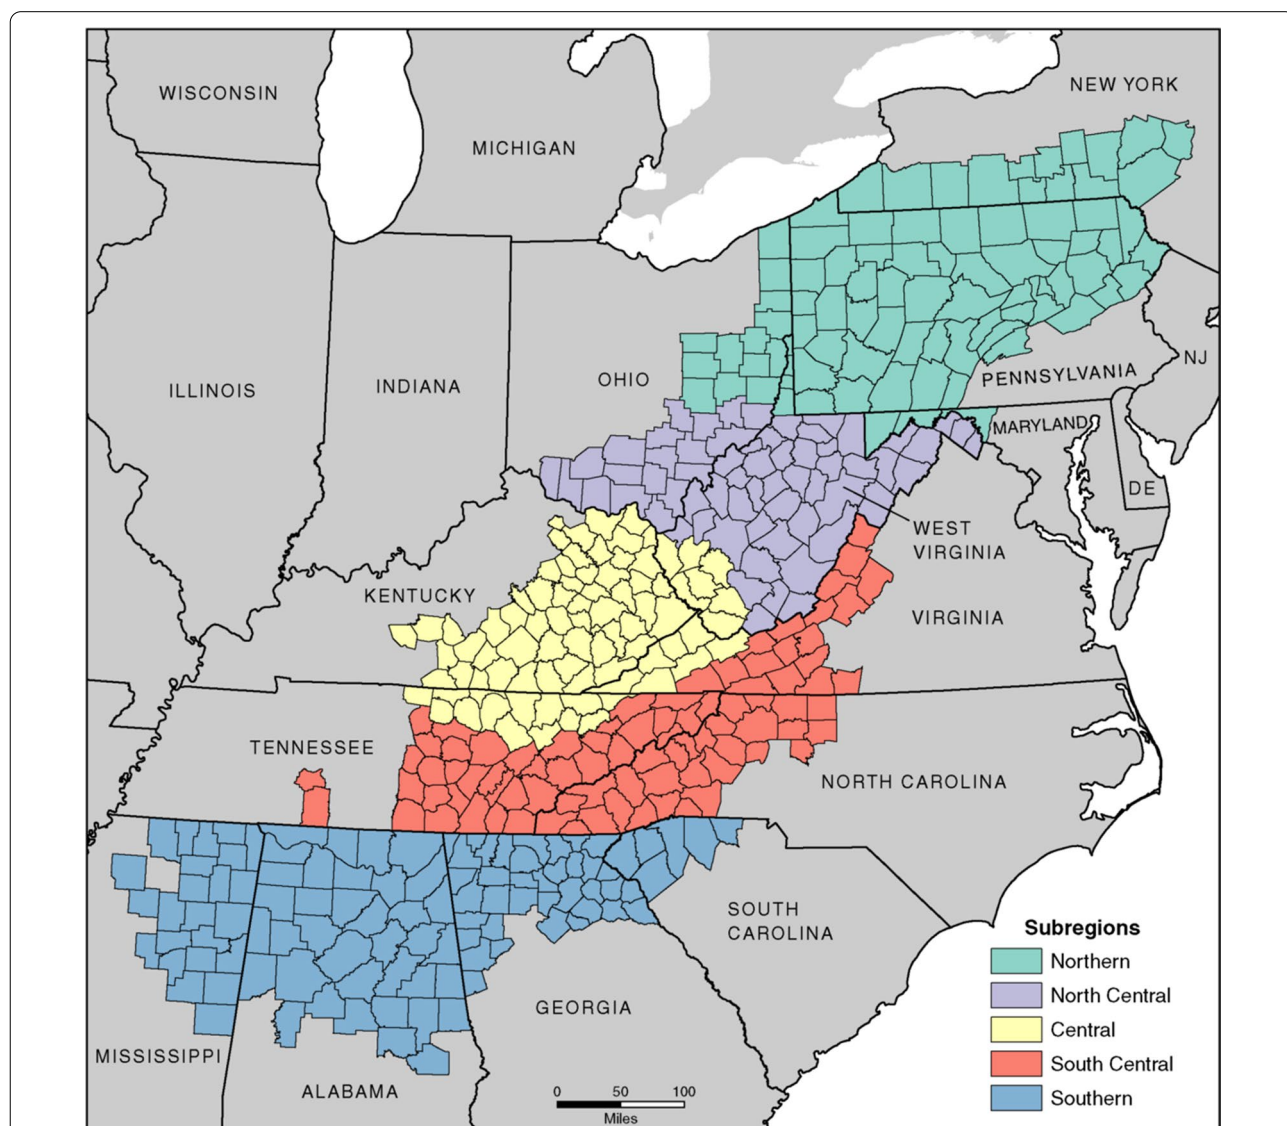 WISCONSIN
MICHIGAN
NEW YORK
ILLINOIS
INDIANA
OHIO
PENNSYLVANIA
NJ
MARYLAND
DE
WEST
VIRGINIA
KENTUCKY
VIRGINIA
TENNESSEE
NORTH CAROLINA
SOUTH
CAROLINA
GEORGIA
MISSISSIPPI
ALABAMA
0 50 100
Miles
Subregions
Northern
North Central
Central
South Central
Southern